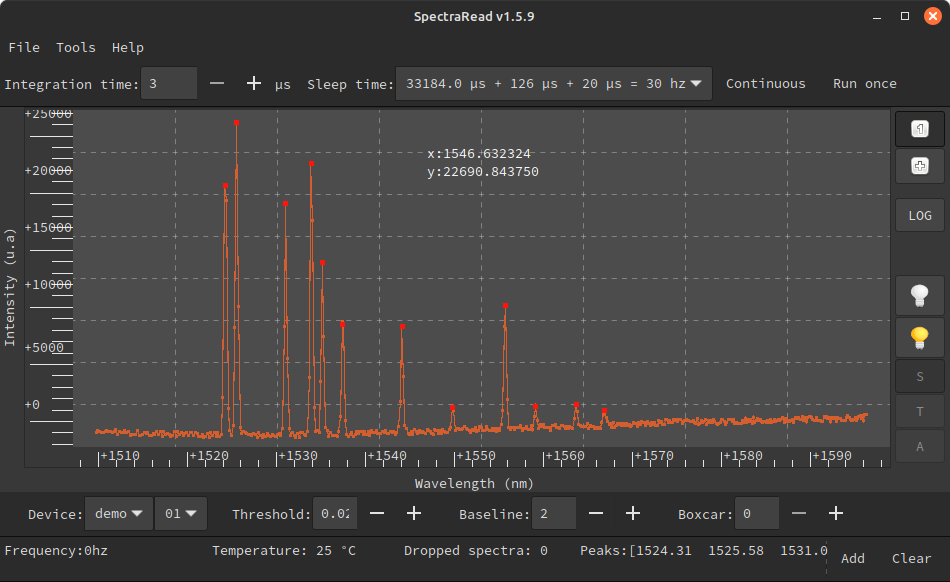 SpectraRead v1.5.9
File Tools Help
Integration time: 3 — + µs Sleep time: 33184.0 µs + 126 µs + 20 µs = 30 hz Continuous Run once
+25000
+20000
+15000
+10000
+5000
+0
Intensity (u.a)
x:1546.632324
y:22690.843750
1
LOG
S
T
A
+1510 +1520 +1530 +1540 +1550 +1560 +1570 +1580 +1590
Wavelength (nm)
Device: demo 01 Threshold: 0.02 — + Baseline: 2 — + Boxcar: 0 — +
Frequency:0hz Temperature: 25 °C Dropped spectra: 0 Peaks:[1524.31 1525.58 1531.0 Add Clear